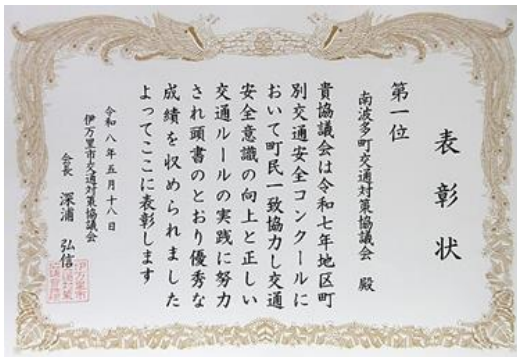 表彰状
第一位
南波多町交通対策協議会 殿
貴協議会は令和七年地区町
別交通安全コンクールに
おいて町民一致協力し交通
安全意識の向上と正しい
交通ルールの実践に努力
され頭書のとおり優秀な
成績を収められました
よってここに表彰します
令和八年五月十八日
伊万里市交通対策協議会
会長 深浦 弘信